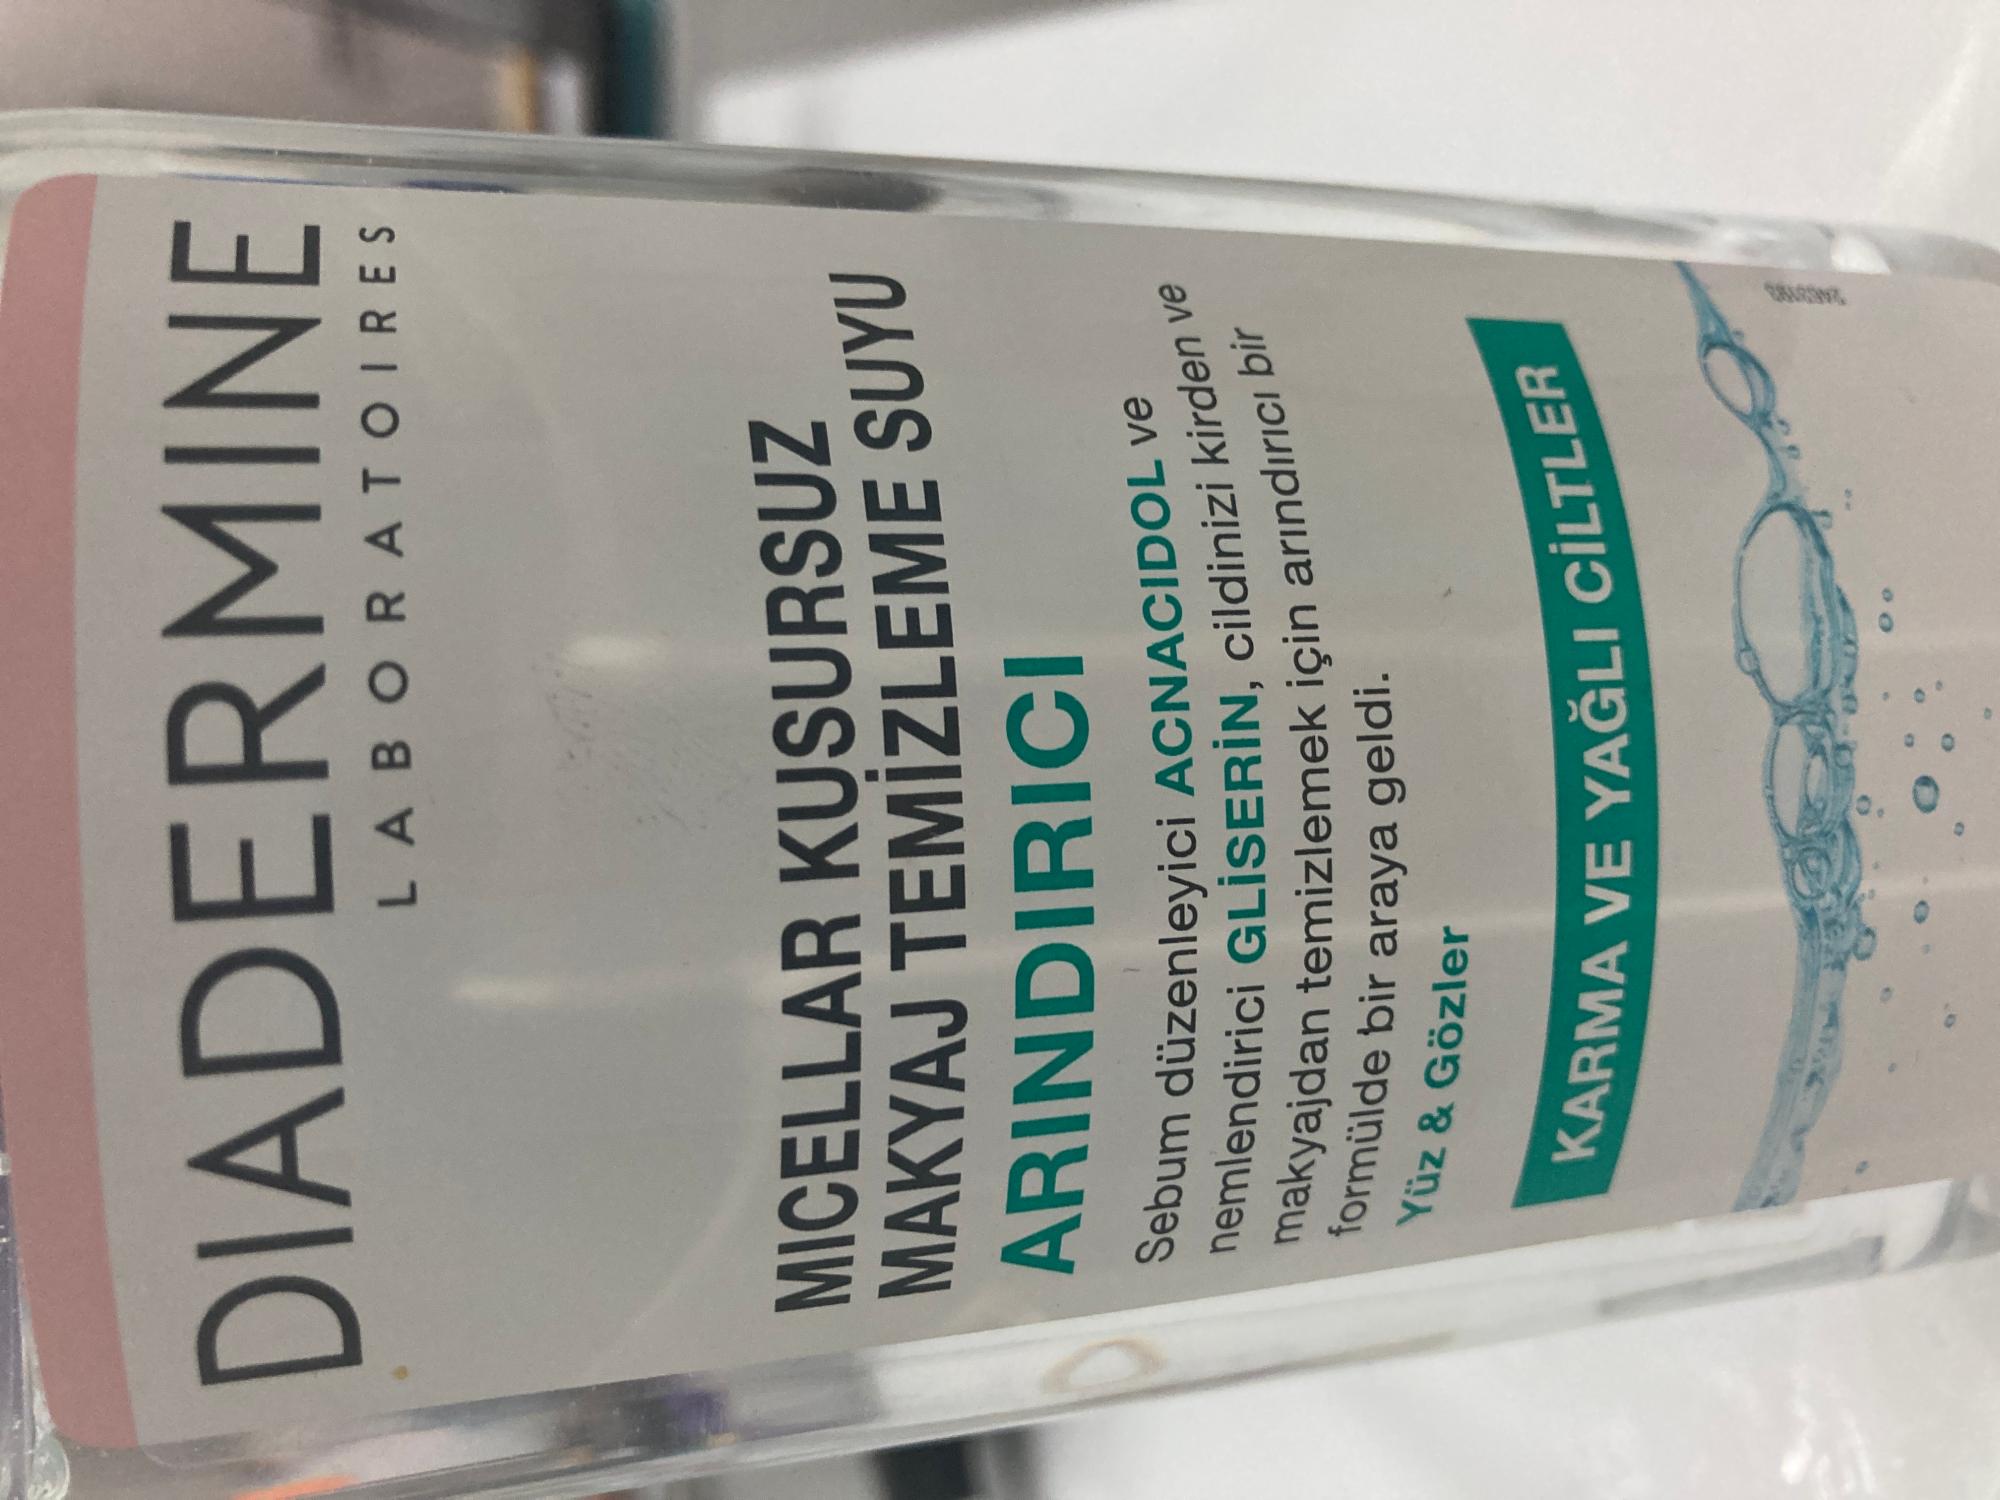 DIADERMINE
LABORATOIRES
MICELLAR KUSURSUZ
MAKYAJ TEMİZLEME SUYU
ARINDIRICI
Sebum düzenleyici ACNACIDOL ve
nemlendirici GLİSERİN, cildinizi kirden ve
makyajdan temizlemek için arındırıcı bir
formülde bir araya geldi.
Yüz & Gözler
KARMA VE YAĞLI CİLTLER